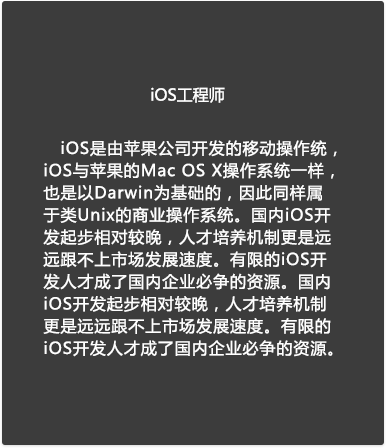 iOS工程师
iOS是由苹果公司开发的移动操作统，
iOS与苹果的Mac OS X操作系统一样，
也是以Darwin为基础的，因此同样属
于类Unix的商业操作系统。国内iOS开
发起步相对较晚，人才培养机制更是远
远跟不上市场发展速度。有限的iOS开
发人才成了国内企业必争的资源。国内
iOS开发起步相对较晚，人才培养机制
更是远远跟不上市场发展速度。有限的
iOS开发人才成了国内企业必争的资源。